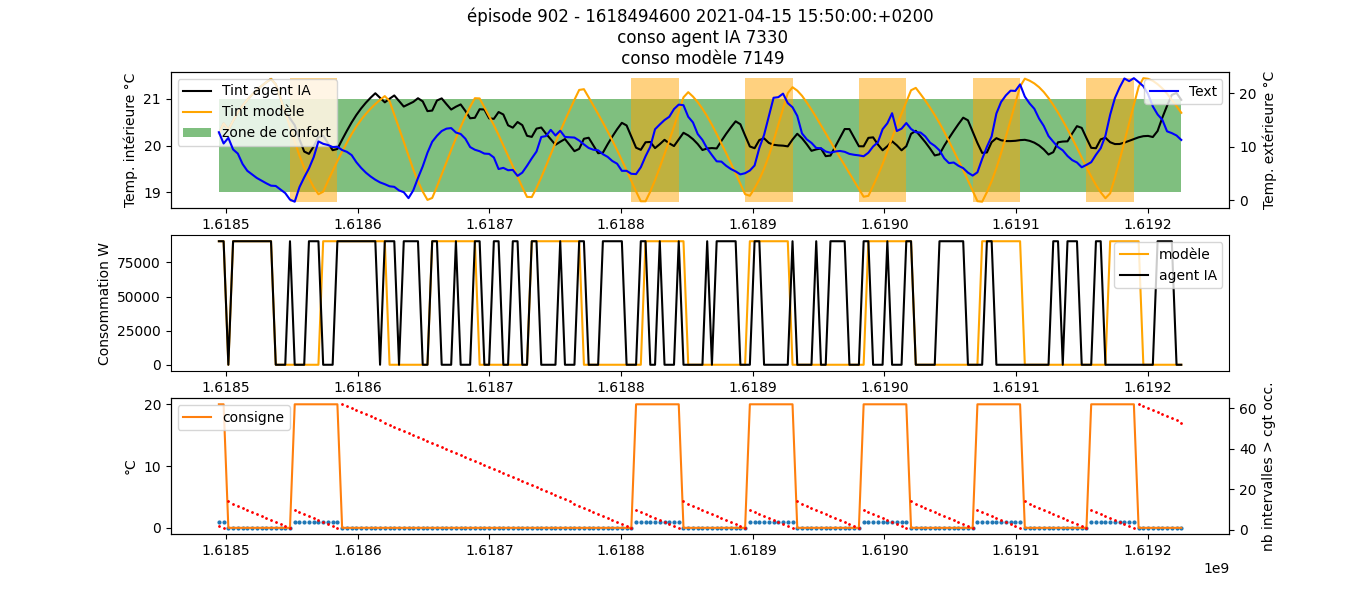 épisode 902 - 1618494600 2021-04-15 15:50:00:+0200
conso agent IA 7330
conso modèle 7149
Temp. intérieure °C
21
20
19
Tint agent IA
Tint modèle
zone de confort
Text
20
10
0
Temp. extérieure °C
1.6185 1.6186 1.6187 1.6188 1.6189 1.6190 1.6191 1.6192
Consommation W
75000
50000
25000
0
modèle
agent IA
1.6185 1.6186 1.6187 1.6188 1.6189 1.6190 1.6191 1.6192
°C
20
10
0
consigne
60
40
20
0
nb intervalles > cgt occ.
1.6185 1.6186 1.6187 1.6188 1.6189 1.6190 1.6191 1.6192
1e9